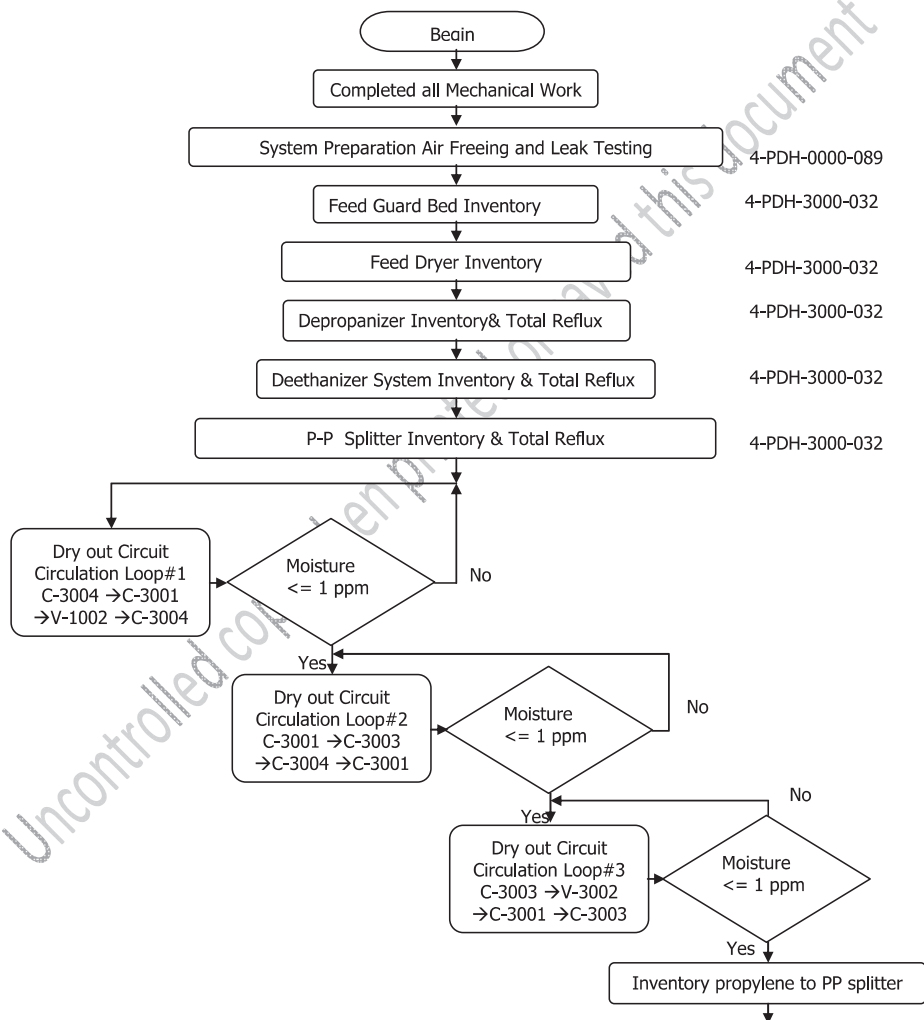 Begin
Completed all Mechanical Work
System Preparation Air Freeing and Leak Testing
4-PDH-0000-089
Feed Guard Bed Inventory
4-PDH-3000-032
Feed Dryer Inventory
4-PDH-3000-032
Depropanizer Inventory& Total Reflux
4-PDH-3000-032
Deethanizer System Inventory & Total Reflux
4-PDH-3000-032
P-P Splitter Inventory & Total Reflux
4-PDH-3000-032
Dry out Circuit
Circulation Loop#1
C-3004 →C-3001
→V-1002 →C-3004
Moisture
<= 1 ppm
No
Yes
Dry out Circuit
Circulation Loop#2
C-3001 →C-3003
→C-3004 →C-3001
Moisture
<= 1 ppm
No
Yes
Dry out Circuit
Circulation Loop#3
C-3003 →V-3002
→C-3001 →C-3003
Moisture
<= 1 ppm
No
Yes
Inventory propylene to PP splitter
Uncontrolled this document